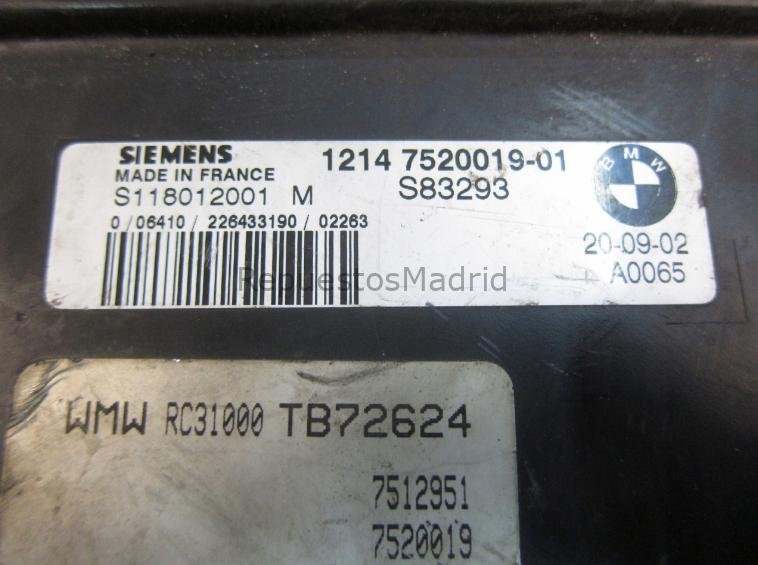 SIEMENS 1214 7520019-01
MADE IN FRANCE
S118012001 M S83293
BMW
0/06410/226433190/02263
20-09-02
A0065
RepuestosMadrid
WMW RC31000 TB72624
7512951
7520019